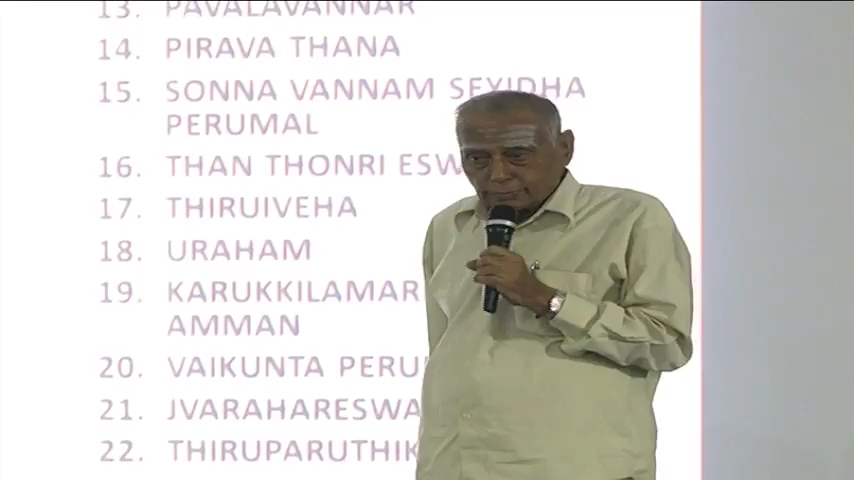 13. PAVALAVANNAR
14. PIRAVA THANA
15. SONNA VANNAM SEYIDHA
PERUMAL
16. THAN THONRI ESW
17. THIRUIVEHA
18. URAHAM
19. KARUKKILAMAR
AMMAN
20. VAIKUNTA PERU
21. JVARAHARESWA
22. THIRUPARUTHIK